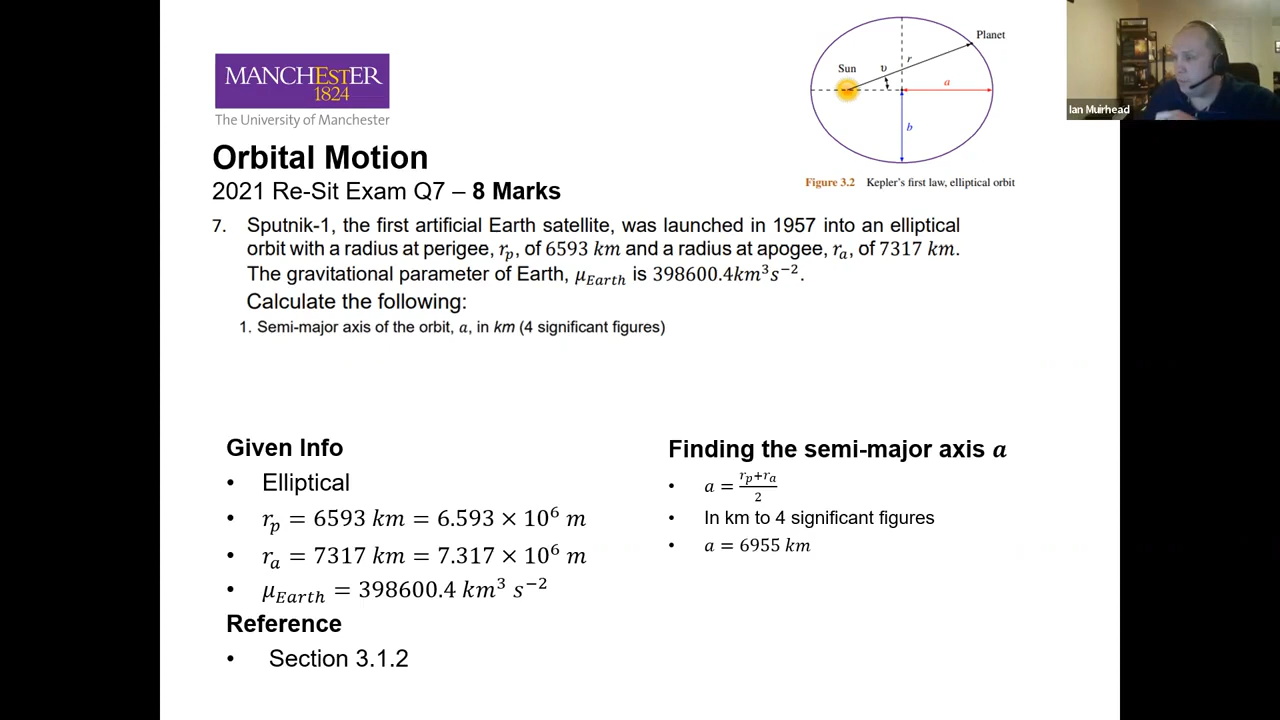 MANCHESTER
1824
The University of Manchester
Planet
Sun
υ
r
a
b
Figure 3.2 Kepler's first law, elliptical orbit
Ian Muirhead
Orbital Motion
2021 Re-Sit Exam Q7 – 8 Marks
7. Sputnik-1, the first artificial Earth satellite, was launched in 1957 into an elliptical
orbit with a radius at perigee, r_p, of 6593 km and a radius at apogee, r_a, of 7317 km.
The gravitational parameter of Earth, μ_Earth is 398600.4km³s⁻².
Calculate the following:
1. Semi-major axis of the orbit, a, in km (4 significant figures)
Given Info
• Elliptical
• r_p = 6593 km = 6.593 × 10⁶ m
• r_a = 7317 km = 7.317 × 10⁶ m
• μ_Earth = 398600.4 km³ s⁻²
Reference
• Section 3.1.2
Finding the semi-major axis a
• a = (r_p+r_a)/2
• In km to 4 significant figures
• a = 6955 km